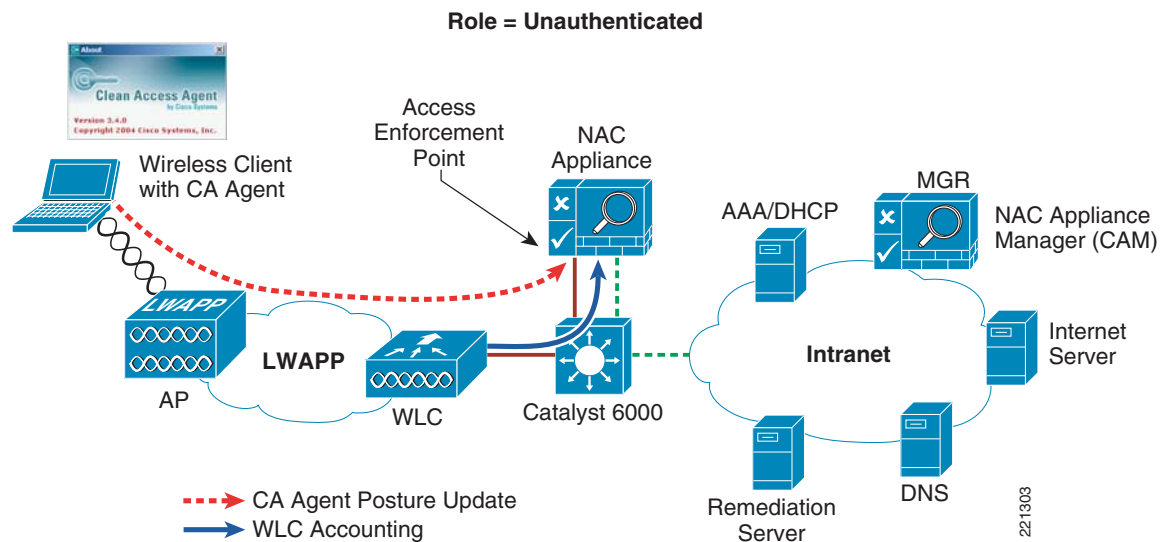 Role = Unauthenticated
About
Clean Access Agent
by Cisco Systems
Version 3.4.0
Copyright 2004 Cisco Systems, Inc.
Wireless Client
with CA Agent
Access
Enforcement
Point
NAC
Appliance
MGR
AAA/DHCP
NAC Appliance
Manager (CAM)
LWAPP
LWAPP
Intranet
Internet
Server
AP
WLC
Catalyst 6000
CA Agent Posture Update
WLC Accounting
Remediation
Server
DNS
221303